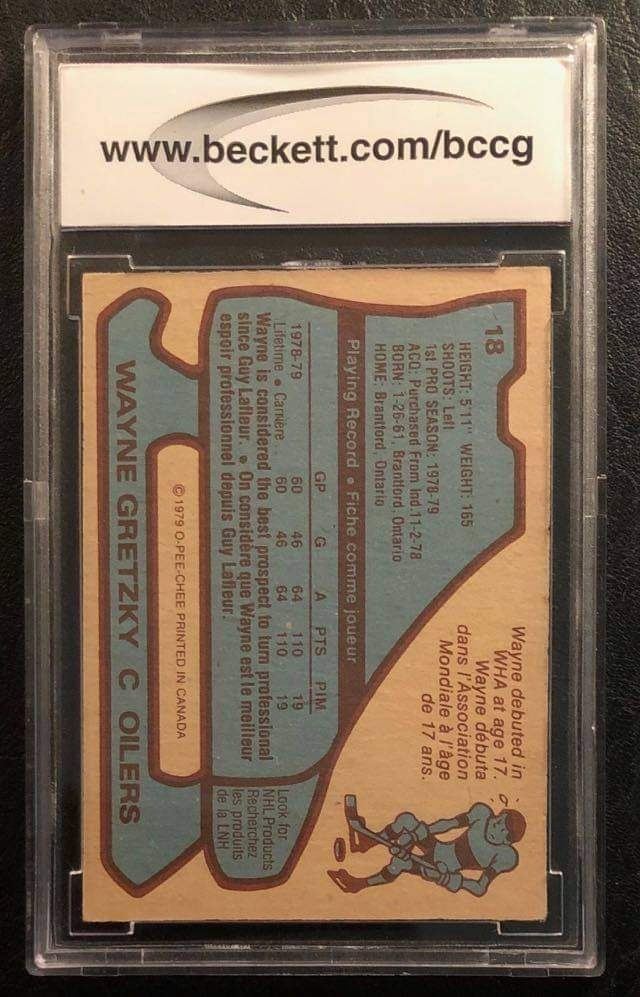 www.beckett.com/bccg
18
HEIGHT: 5'11" WEIGHT: 165
SHOOTS: Left
1st PRO SEASON: 1978-79
ACQ: Purchased From Ind 11-2-78
BORN: 1-26-61, Brantford, Ontario
HOME: Brantford, Ontario
Wayne debuted in
WHA at age 17.
Wayne débuta
dans l'Association
Mondiale à l'âge
de 17 ans.
Playing Record • Fiche comme joueur
GP G A PTS PIM
1978-79 60 46 64 110 19
Lifetime • Carrière 60 46 64 110 19
Wayne is considered the best prospect to turn professional
since Guy Lafleur. • On considère que Wayne est le meilleur
espoir professionnel depuis Guy Lafleur.
Look for
NHL Products
Recherchez
les produits
de la LNH
© 1979 O-PEE-CHEE PRINTED IN CANADA
WAYNE GRETZKY C OILERS